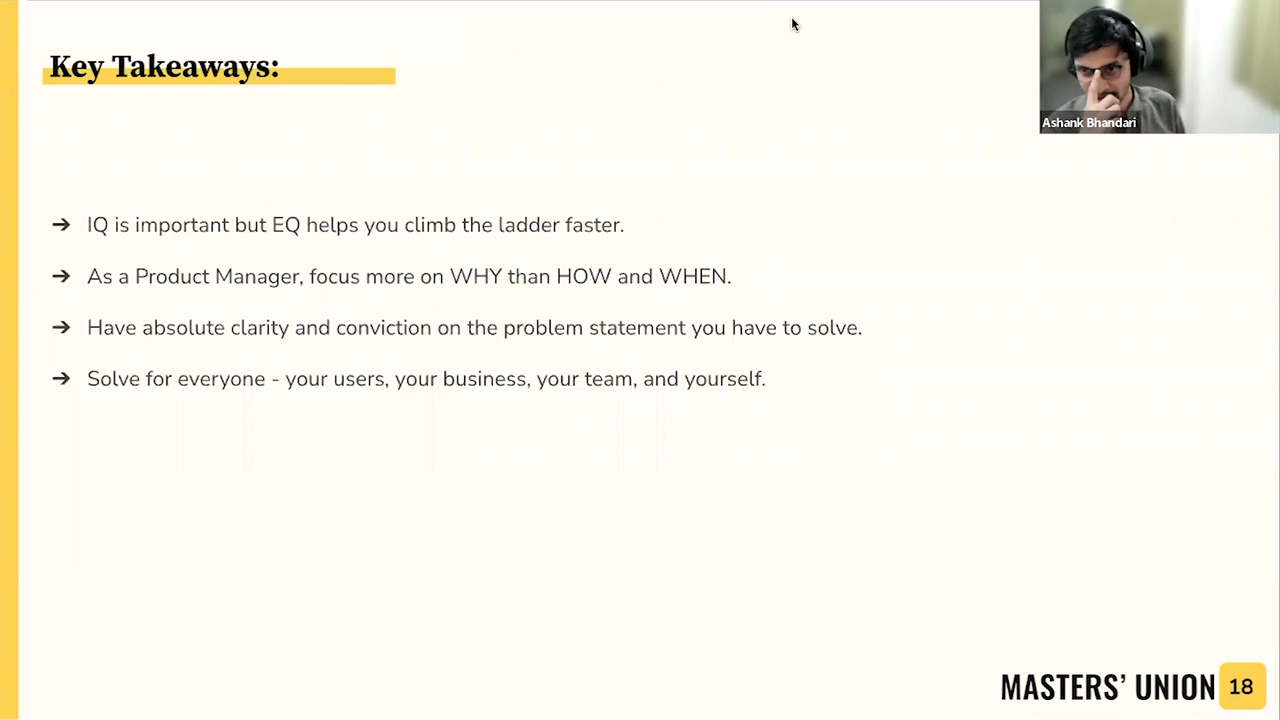 Key Takeaways:
Ashank Bhandari
➔ IQ is important but EQ helps you climb the ladder faster.
➔ As a Product Manager, focus more on WHY than HOW and WHEN.
➔ Have absolute clarity and conviction on the problem statement you have to solve.
➔ Solve for everyone - your users, your business, your team, and yourself.
MASTERS' UNION 18